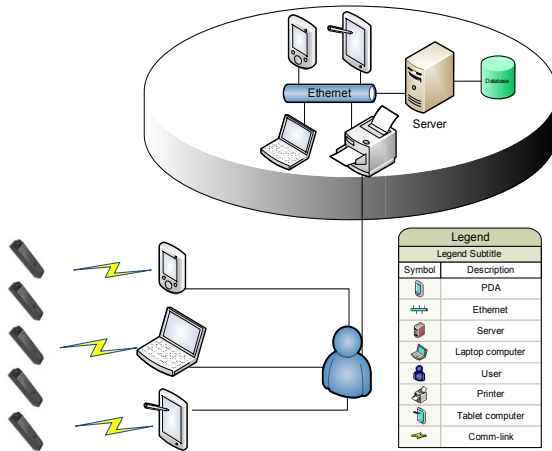 Ethernet
Database
Server
Legend
Legend Subtitle
Symbol Description
PDA
Ethernet
Server
Laptop computer
User
Printer
Tablet computer
Comm-link